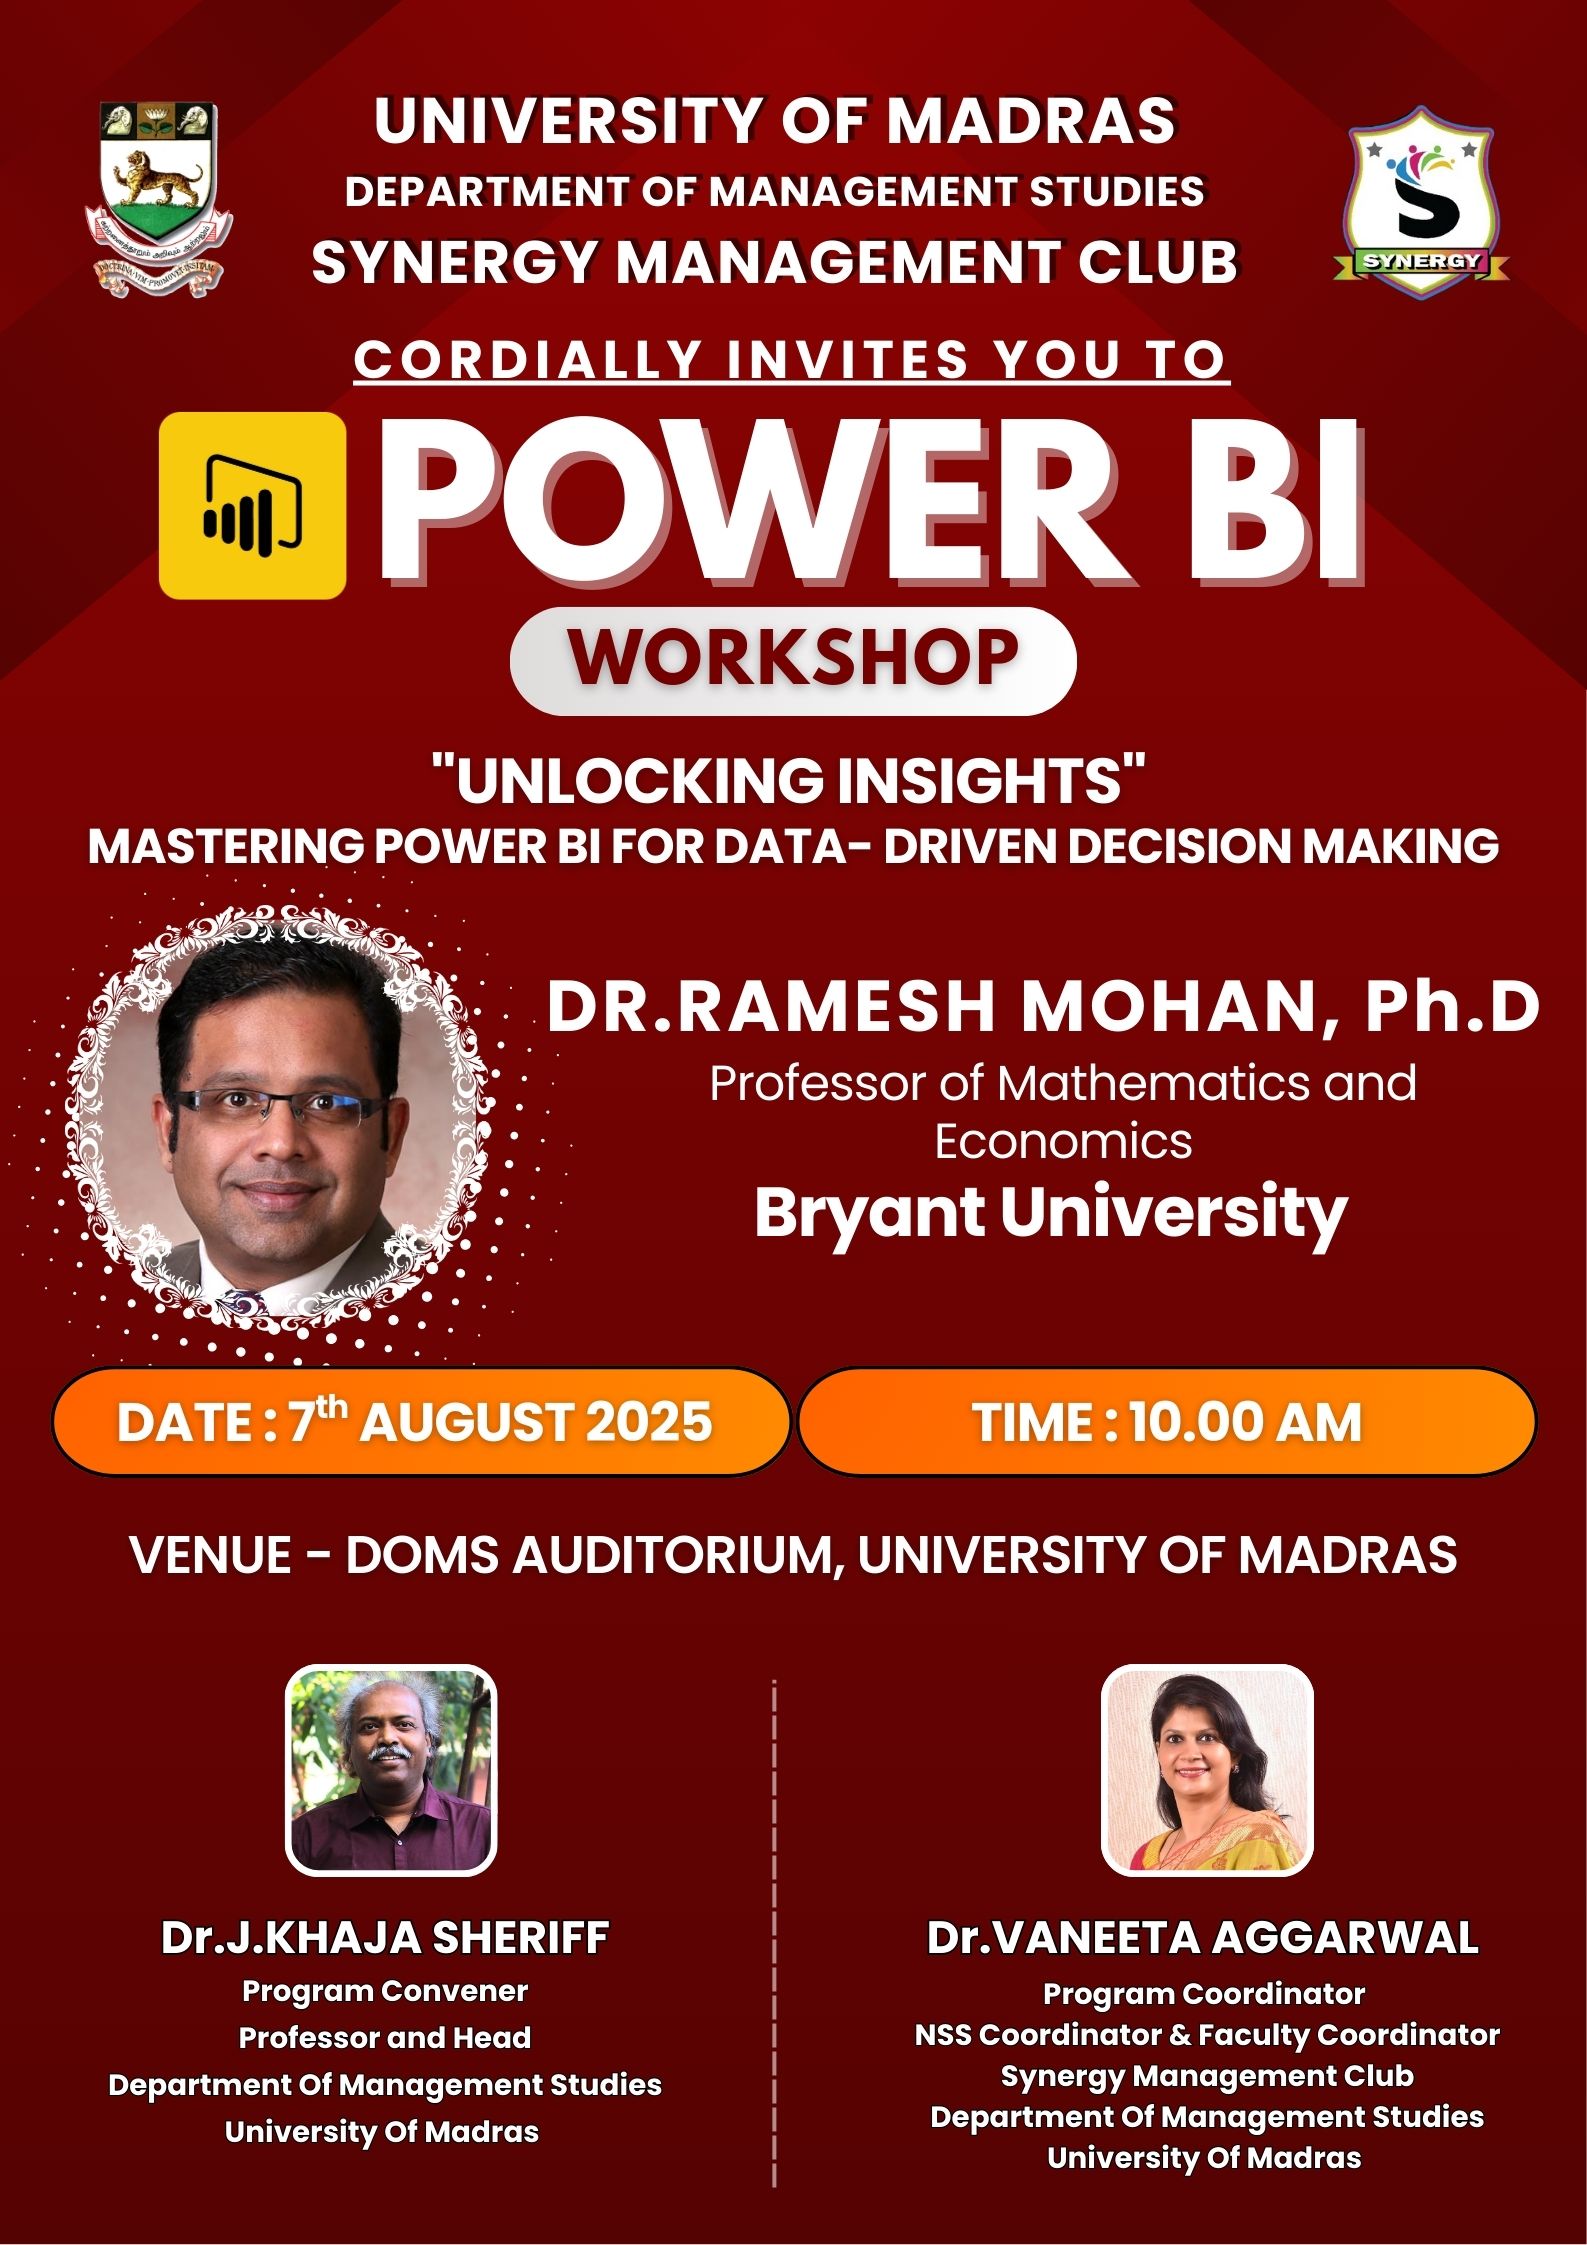 UNIVERSITY OF MADRAS
DEPARTMENT OF MANAGEMENT STUDIES
SYNERGY MANAGEMENT CLUB
DOCTRINA VIM PROMOVET INSITAM
SYNERGY
CORDIALLY INVITES YOU TO
POWER BI
WORKSHOP
"UNLOCKING INSIGHTS"
MASTERING POWER BI FOR DATA- DRIVEN DECISION MAKING
DR.RAMESH MOHAN, Ph.D
Professor of Mathematics and
Economics
Bryant University
DATE : 7th AUGUST 2025
TIME : 10.00 AM
VENUE - DOMS AUDITORIUM, UNIVERSITY OF MADRAS
Dr.J.KHAJA SHERIFF
Program Convener
Professor and Head
Department Of Management Studies
University Of Madras
Dr.VANEETA AGGARWAL
Program Coordinator
NSS Coordinator & Faculty Coordinator
Synergy Management Club
Department Of Management Studies
University Of Madras